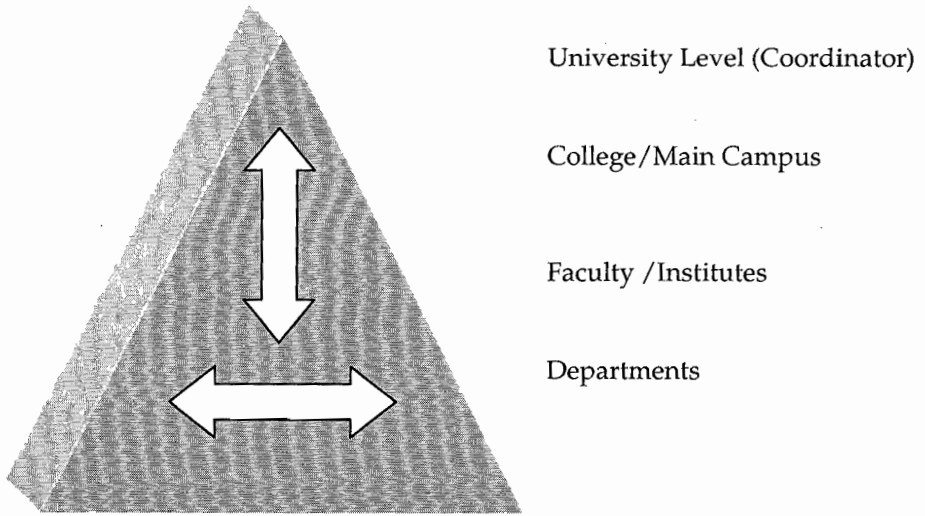 University Level (Coordinator)
College/Main Campus
Faculty /Institutes
Departments